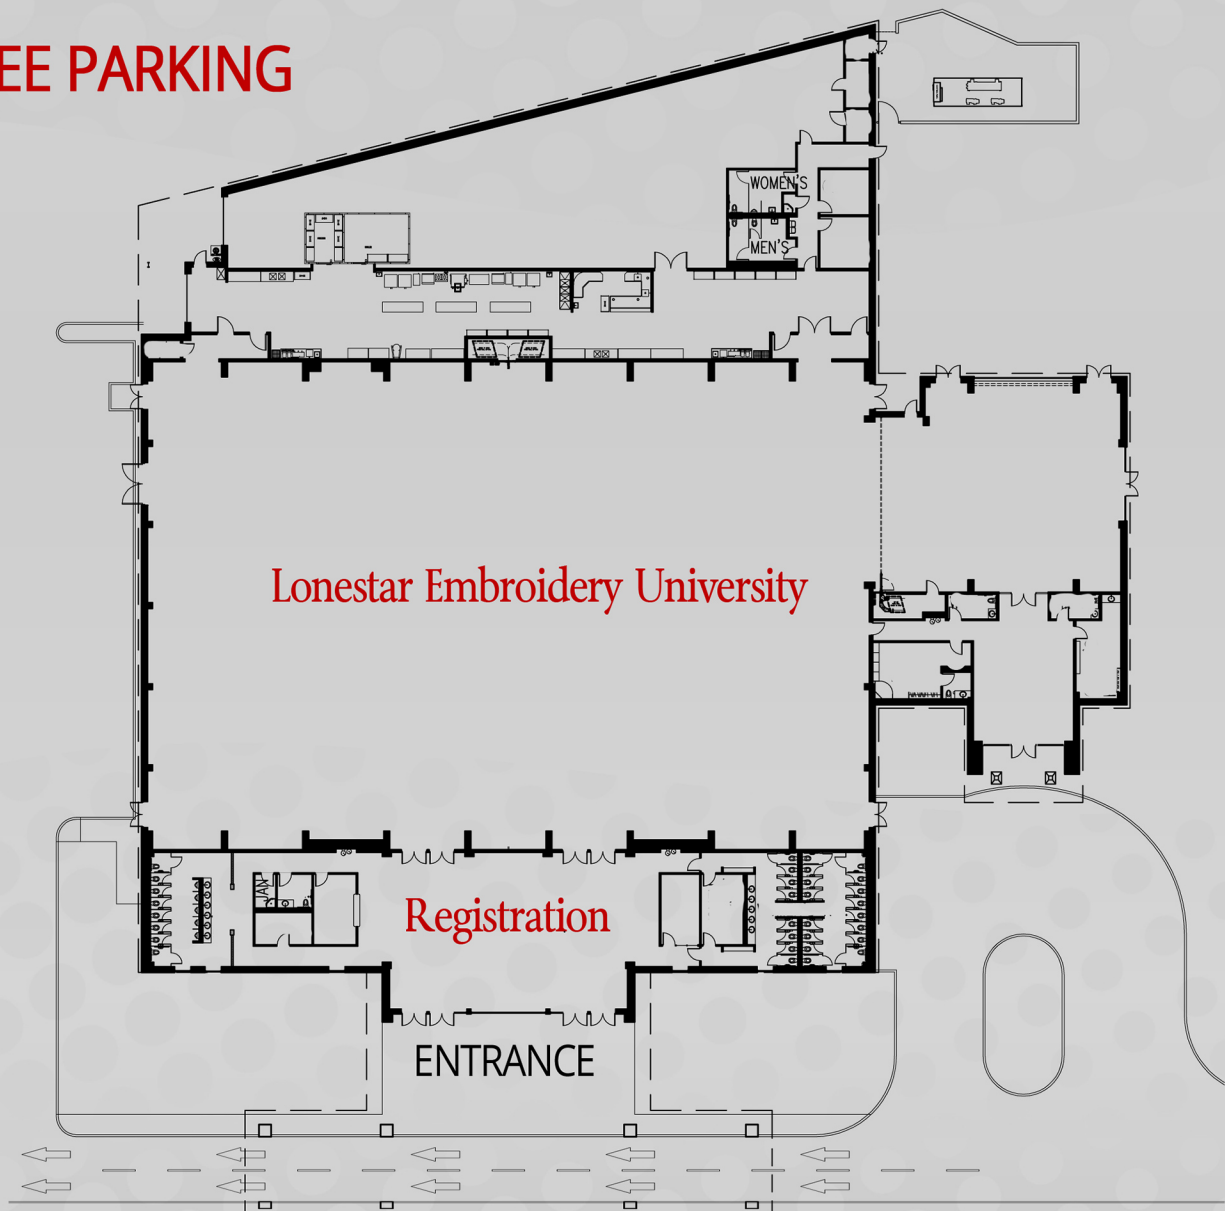 EE PARKING
WOMEN'S
MEN'S
Lonestar Embroidery University
JAN
Registration
ENTRANCE